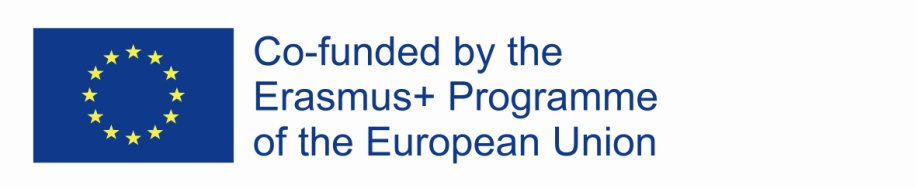 Co-funded by the
Erasmus+ Programme
of the European Union